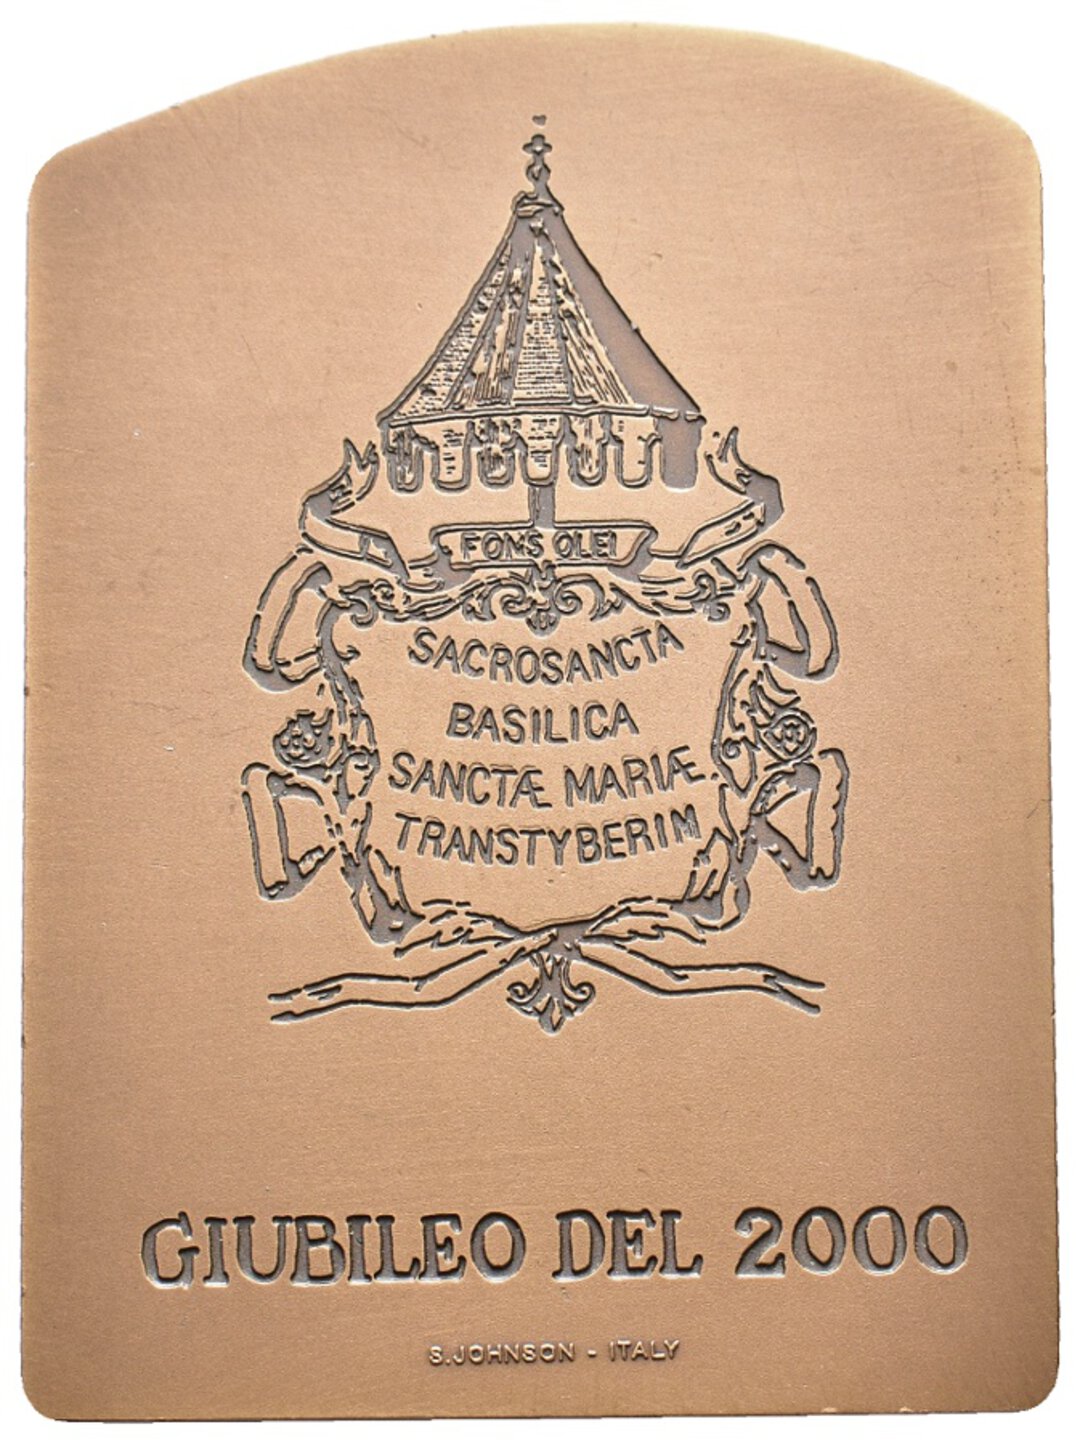 FONS OLEI
SACROSANCTA
BASILICA
SANCTÆ MARIÆ
TRANSTYBERIM
GIUBILEO DEL 2000
S.JOHNSON - ITALY